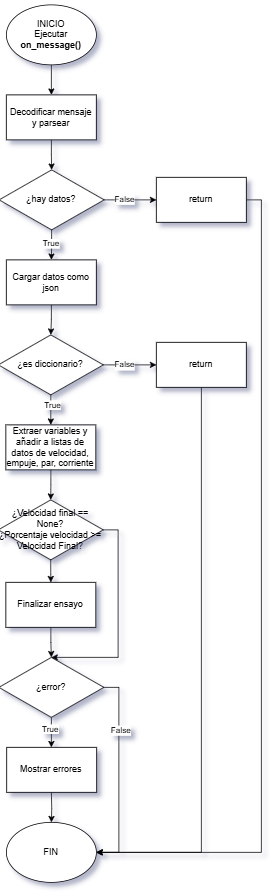 INICIO
Ejecutar
on_message()
Decodificar mensaje
y parsear
¿hay datos?
False
return
True
Cargar datos como
json
¿es diccionario?
False
return
True
Extraer variables y
añadir a listas de
datos de velocidad,
empuje, par, corriente
¿Velocidad final ==
None?
¿Porcentaje velocidad >=
Velocidad Final?
Finalizar ensayo
¿error?
True
False
Mostrar errores
FIN